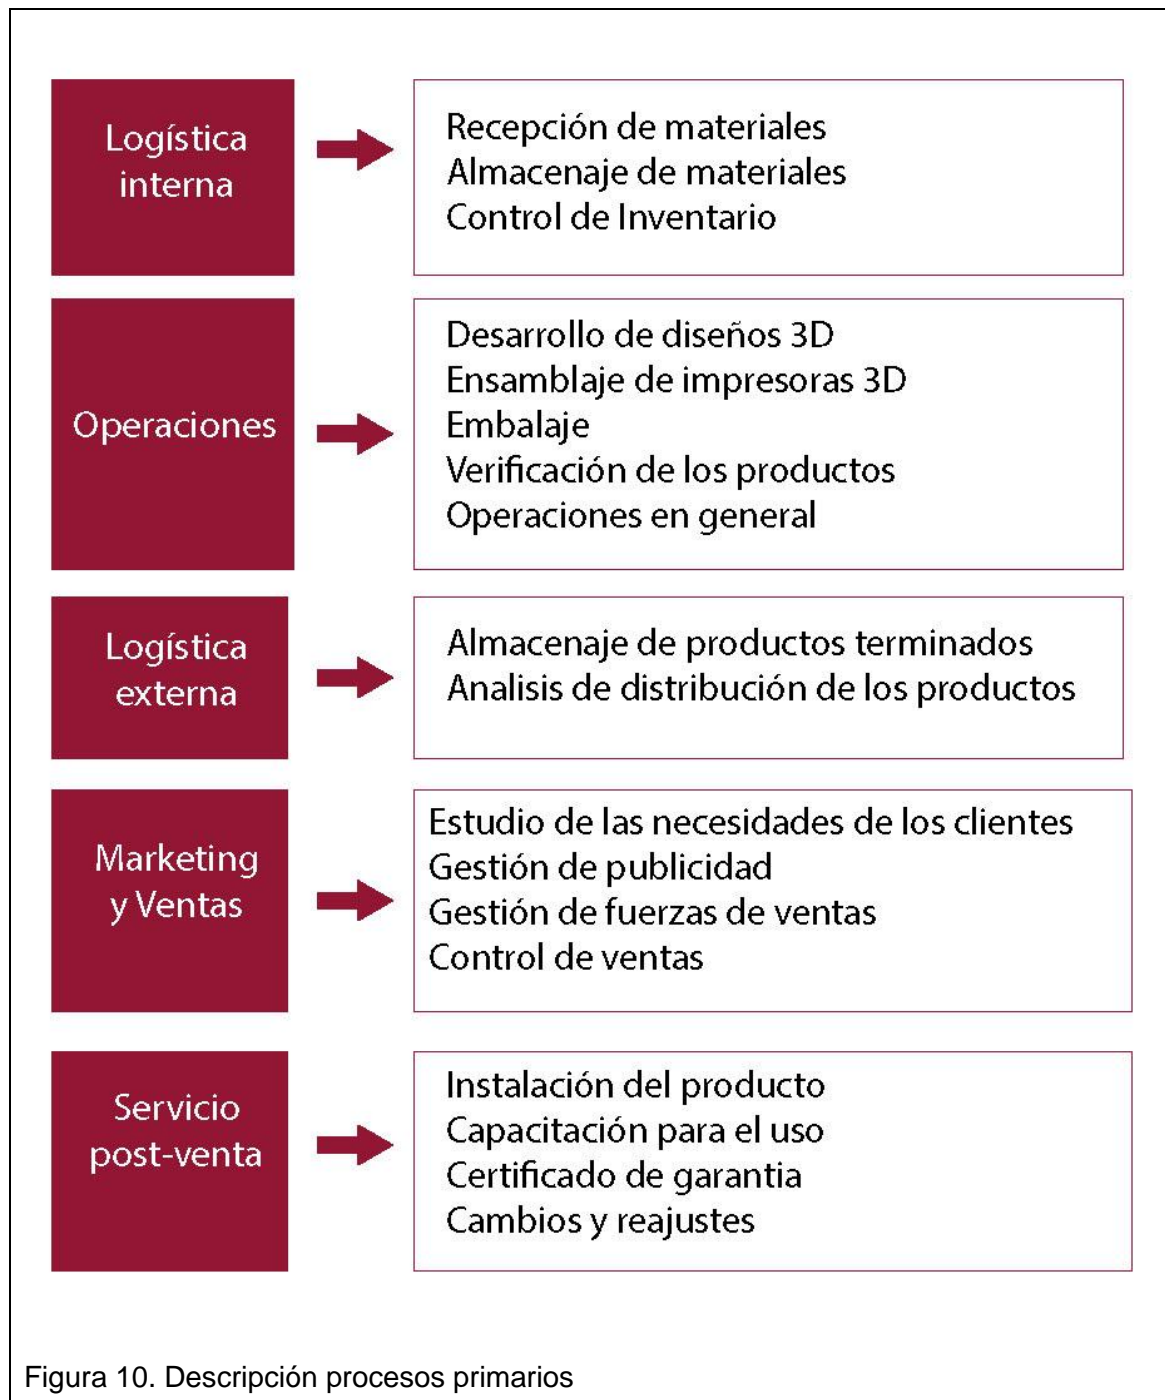 Logística
interna
Recepción de materiales
Almacenaje de materiales
Control de Inventario
Operaciones
Desarrollo de diseños 3D
Ensamblaje de impresoras 3D
Embalaje
Verificación de los productos
Operaciones en general
Logística
externa
Almacenaje de productos terminados
Analisis de distribución de los productos
Marketing
y Ventas
Estudio de las necesidades de los clientes
Gestión de publicidad
Gestión de fuerzas de ventas
Control de ventas
Servicio
post-venta
Instalación del producto
Capacitación para el uso
Certificado de garantia
Cambios y reajustes
Figura 10. Descripción procesos primarios